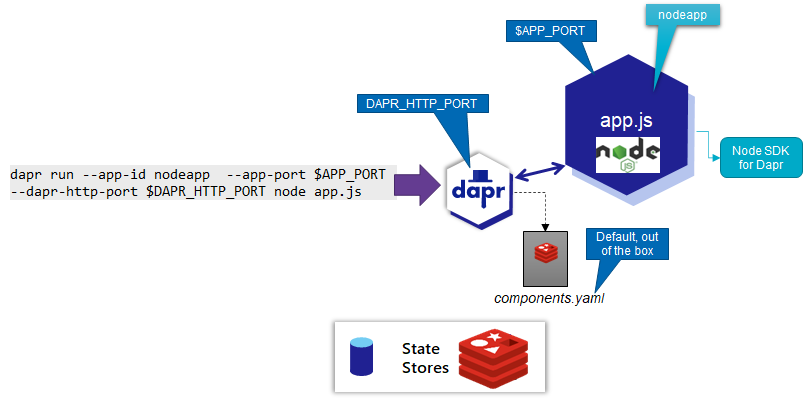 nodeapp
$APP_PORT
DAPR_HTTP_PORT
app.js
node
JS
Node SDK
for Dapr
dapr run --app-id nodeapp  --app-port $APP_PORT
--dapr-http-port $DAPR_HTTP_PORT node app.js
dapr
Default, out
of the box
components.yaml
State
Stores